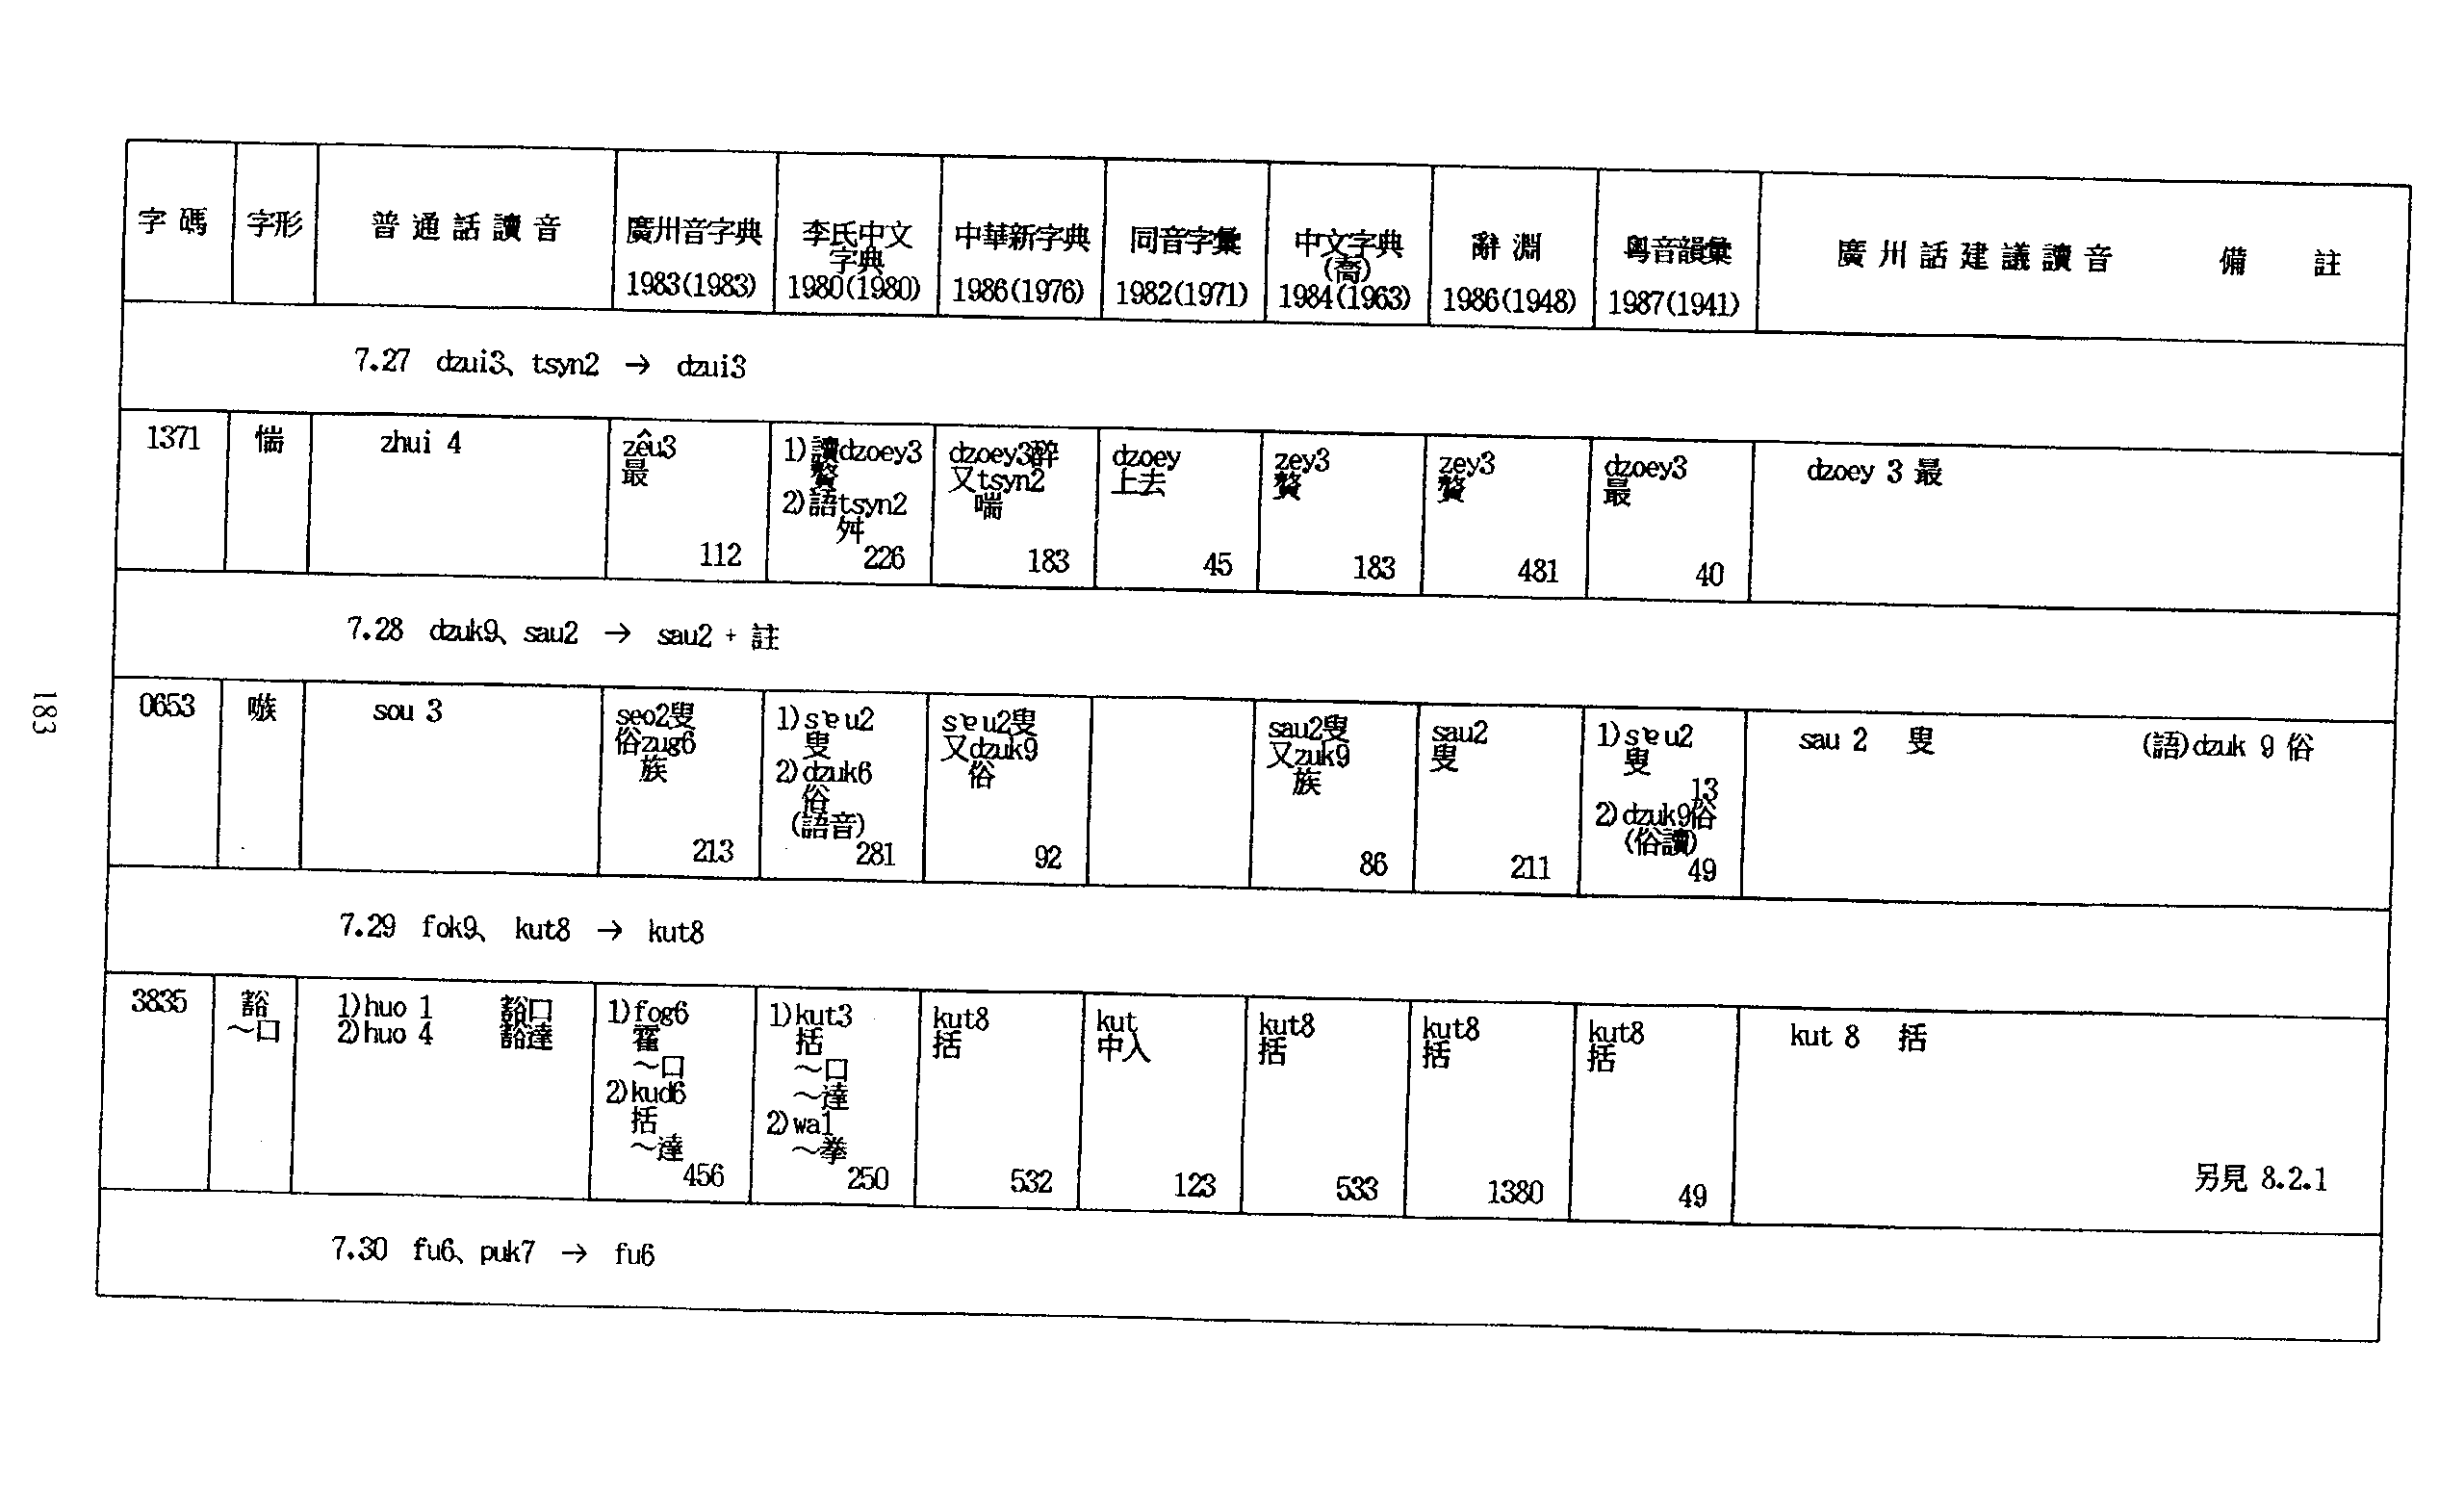 字碼 字形 普通話讀音 廣州音字典 1983(1983) 李氏中文字典 1980(1980) 中華新字典 1986(1976) 同音字彙 1982(1971) 中文字典(喬) 1984(1963) 辭淵 1986(1948) 粵音韻彙 1987(1941) 廣州話建議讀音 備註
7.27 dzui3、tsyn2 → dzui3
1371
惴
zhui 4
zêu3
最
112
1)讀dzoey3
贅
2)語tsyn2
舛
226
dzoey3醉
又tsyn2
喘
183
dzoey
上去
45
zey3
贅
183
zey3
贅
481
dzoey3
最
40
dzoey 3 最
7.28 dzuk9、sau2 → sau2 + 註
0653
嗾
sou 3
seo2叟
俗zug6
族
213
1)sɐu2
叟
2)dzuk6
俗
(語音)
281
sɐu2叟
又dzuk9
俗
92
sau2叟
又zuk9
族
86
sau2
叟
211
1)sɐu2
叟
13
2)dzuk9俗
(俗讀)
49
sau 2 叟
(語)dzuk 9 俗
7.29 fok9、kut8 → kut8
3835
豁
～口
1)huo 1 豁口
2)huo 4 豁達
1)fog6
霍
～口
2)kud6
括
～達
456
1)kut3
括
～口
～達
2)wa1
～拳
250
kut8
括
532
kut
中入
123
kut8
括
533
kut8
括
1380
kut8
括
49
kut 8 括
另見 8.2.1
7.30 fu6、puk7 → fu6
183